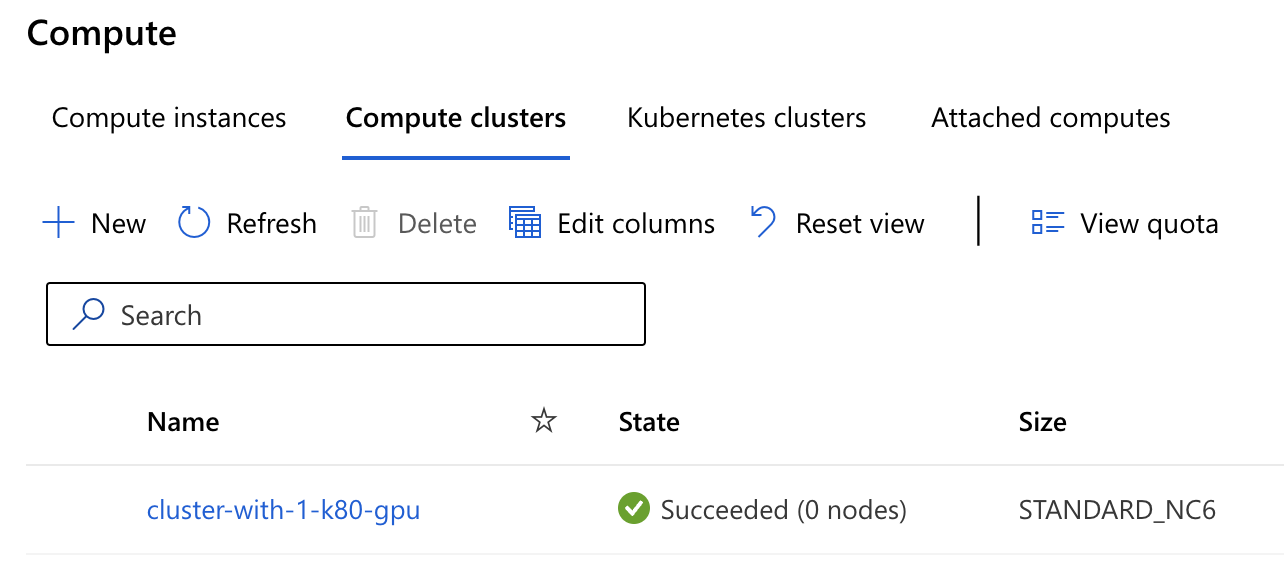 Compute
Compute instances Compute clusters Kubernetes clusters Attached computes
New Refresh Delete Edit columns Reset view View quota
Search
Name State Size
cluster-with-1-k80-gpu Succeeded (0 nodes) STANDARD_NC6